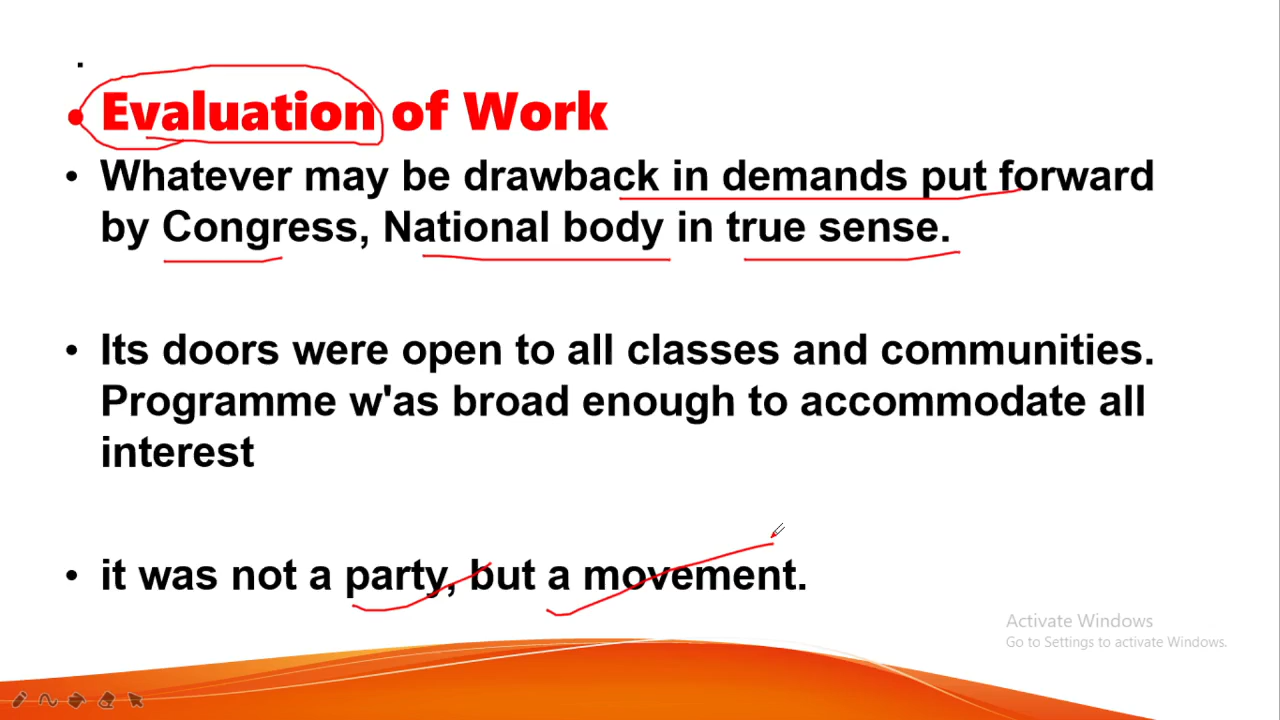 Evaluation of Work
• Whatever may be drawback in demands put forward
by Congress, National body in true sense.
• Its doors were open to all classes and communities.
Programme w'as broad enough to accommodate all
interest
• it was not a party, but a movement.
Activate Windows
Go to Settings to activate Windows.